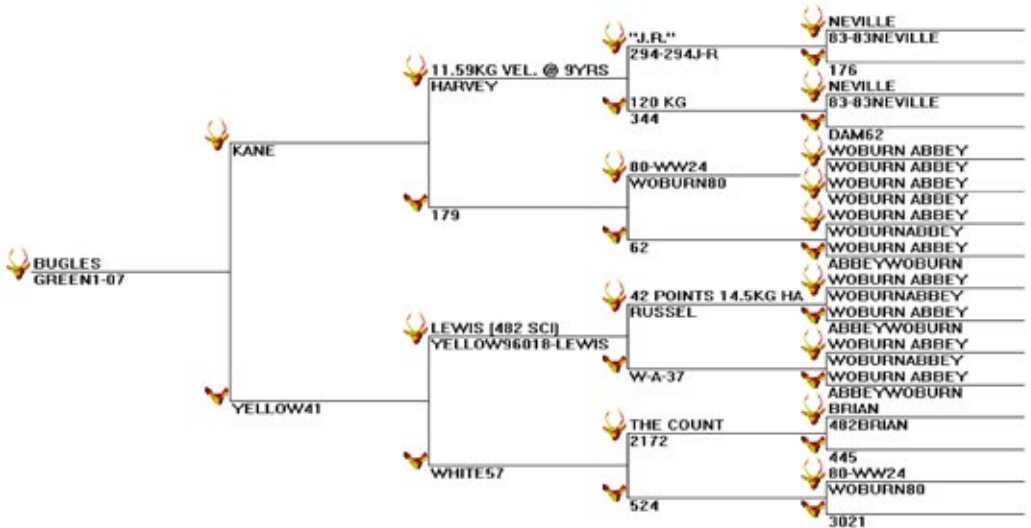 BUGLES
GREEN1-07
KANE
YELLOW41
11.59KG VEL. @ 9YRS
HARVEY
179
LEWIS [482 SCI]
YELLOW96018-LEWIS
WHITE57
"J.R."
294-294J-R
120 KG
344
80-WW24
WOBURN80
62
42 POINTS 14.5KG HA
RUSSEL
W-A-37
THE COUNT
2172
524
NEVILLE
83-83NEVILLE
176
NEVILLE
83-83NEVILLE
DAM62
WOBURN ABBEY
WOBURN ABBEY
WOBURN ABBEY
WOBURN ABBEY
WOBURN ABBEY
WOBURNABBEY
WOBURN ABBEY
ABBEYWOBURN
WOBURN ABBEY
WOBURNABBEY
WOBURN ABBEY
ABBEYWOBURN
WOBURN ABBEY
WOBURNABBEY
WOBURN ABBEY
ABBEYWOBURN
BRIAN
482BRIAN
445
80-WW24
WOBURN80
3021